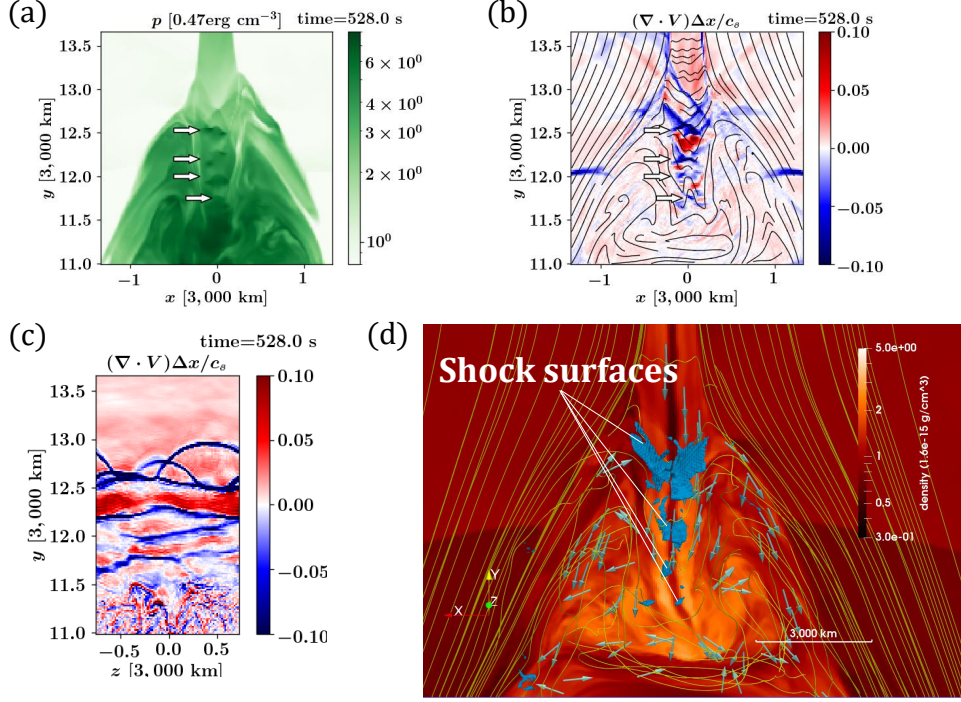 (a)
p [0.47erg cm⁻³] time=528.0 s
13.5
13.0
12.5
12.0
11.5
11.0
y [3,000 km]
−1 0 1
x [3,000 km]
6 × 10⁰
4 × 10⁰
3 × 10⁰
2 × 10⁰
10⁰
(b)
(∇ · V)Δx/cₛ time=528.0 s
13.5
13.0
12.5
12.0
11.5
11.0
y [3,000 km]
−1 0 1
x [3,000 km]
0.10
0.05
0.00
−0.05
−0.10
(c)
time=528.0 s
(∇ · V)Δx/cₛ
13.5
13.0
12.5
12.0
11.5
11.0
y [3,000 km]
−0.5 0.0 0.5
z [3,000 km]
0.10
0.05
0.00
−0.05
−0.10
(d)
Shock surfaces
5.0e+00
2
1
0.5
3.0e-01
density (1.6e-15 g/cm^3)
Y
X
Z
3,000 km